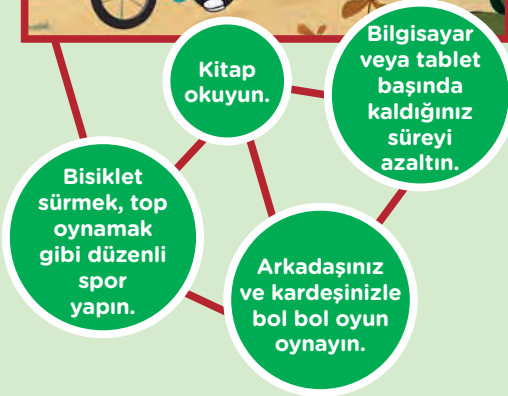 Kitap
okuyun.
Bilgisayar
veya tablet
başında
kaldığınız
süreyi
azaltın.
Bisiklet
sürmek, top
oynamak
gibi düzenli
spor
yapın.
Arkadaşınız
ve kardeşinizle
bol bol oyun
oynayın.